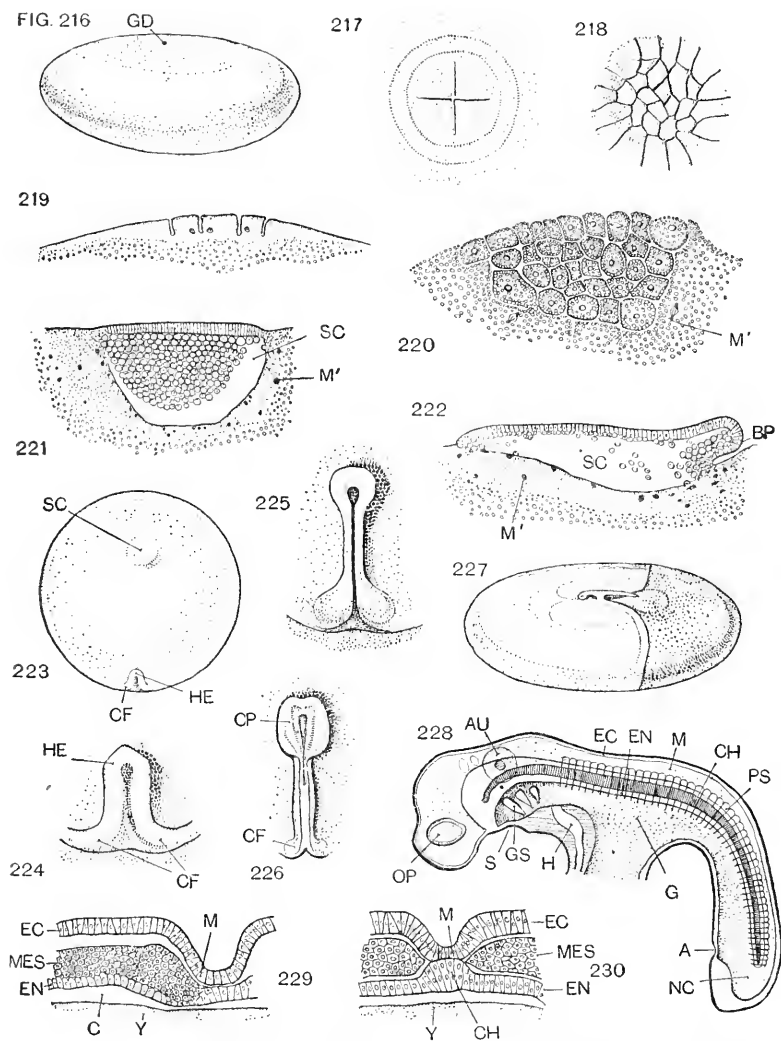 FIG. 216
GD
217
218
219
220
M'
SC
M'
221
222
BP
SC
M'
SC
223
CF
HE
225
227
HE
224
CF
CP
226
CF
228
AU
EC
EN
M
CH
PS
OP
S
GS
H
G
A
NC
EC
M
MES
EN
229
C
Y
M
EC
MES
230
EN
Y
CH